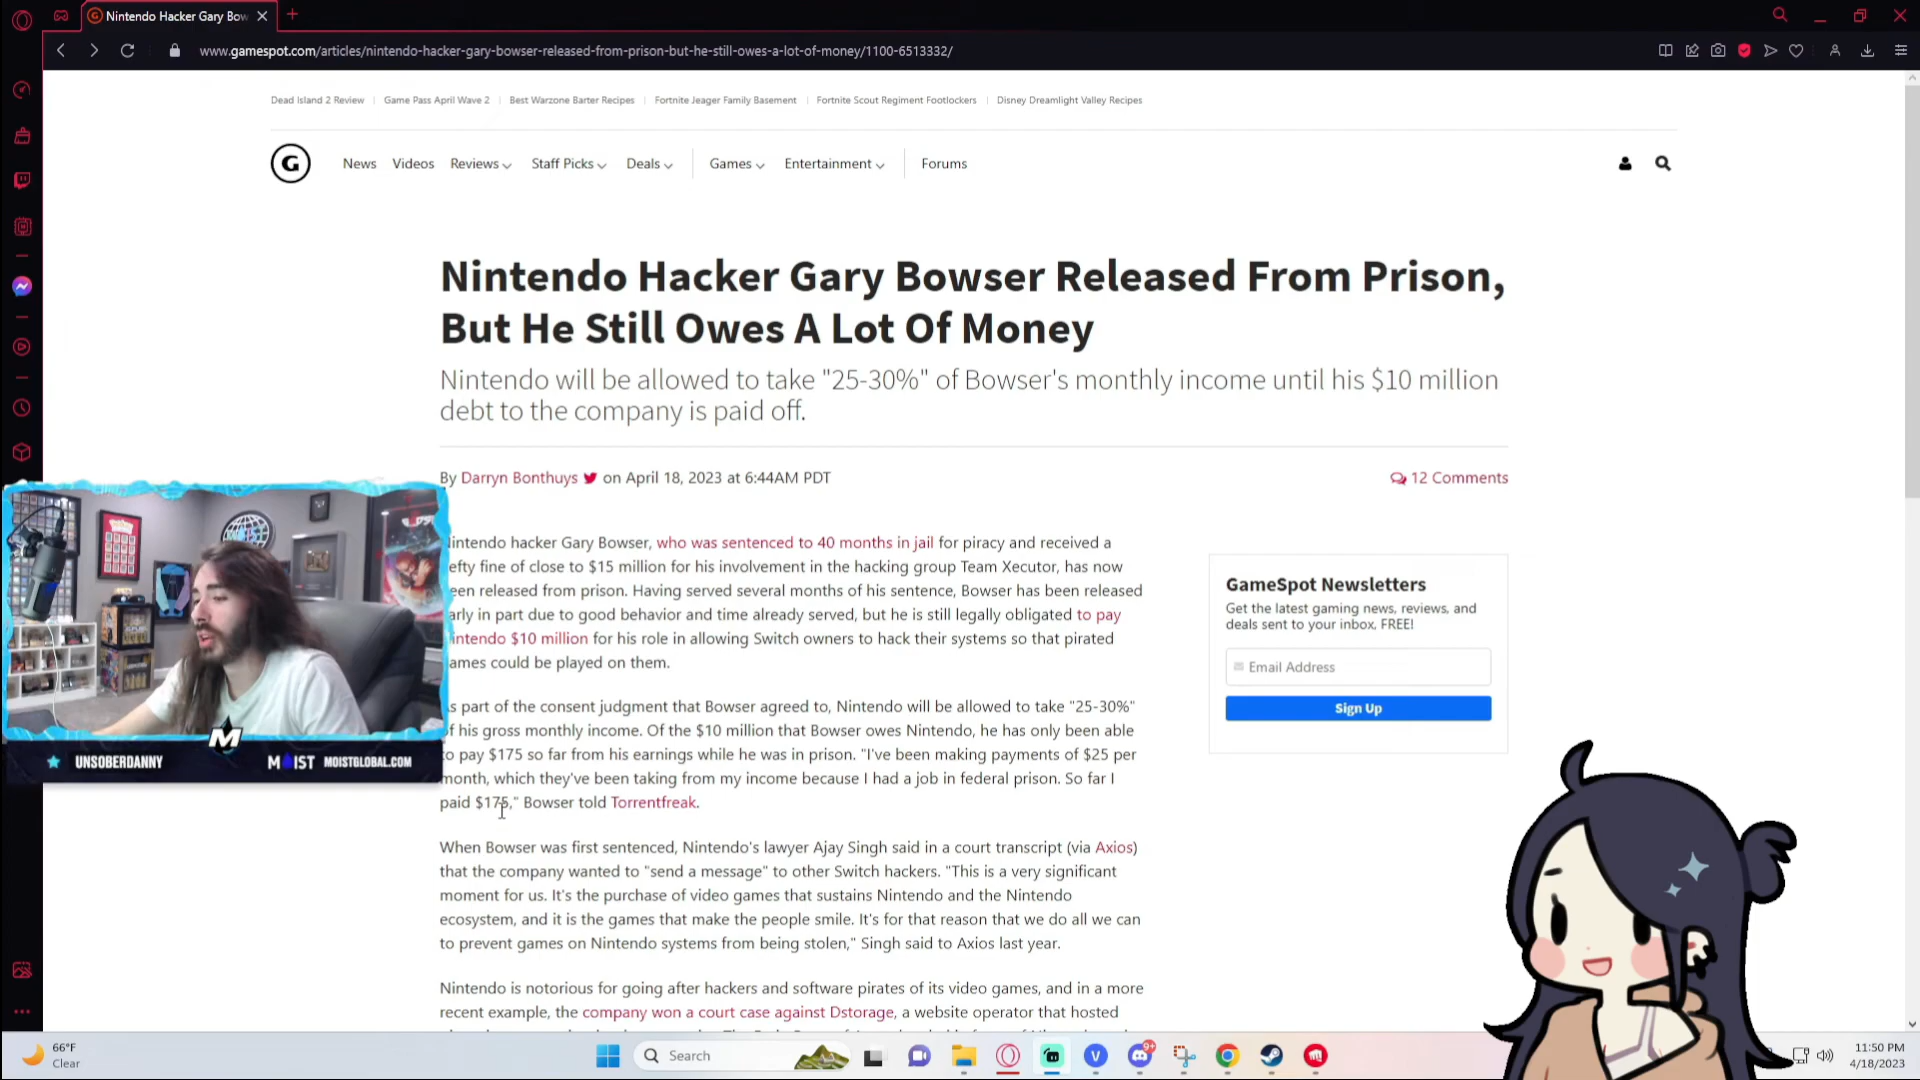 Nintendo Hacker Gary Bow
www.gamespot.com/articles/nintendo-hacker-gary-bowser-released-from-prison-but-he-still-owes-a-lot-of-money/1100-6513332/
Dead Island 2 Review | Game Pass April Wave 2 | Best Warzone Barter Recipes | Fortnite Jeager Family Basement | Fortnite Scout Regiment Footlockers | Disney Dreamlight Valley Recipes
G News Videos Reviews Staff Picks Deals Games Entertainment Forums
Nintendo Hacker Gary Bowser Released From Prison,
But He Still Owes A Lot Of Money
Nintendo will be allowed to take "25-30%" of Bowser's monthly income until his $10 million
debt to the company is paid off.
By Darryn Bonthuys on April 18, 2023 at 6:44AM PDT
12 Comments
intendo hacker Gary Bowser, who was sentenced to 40 months in jail for piracy and received a
efty fine of close to $15 million for his involvement in the hacking group Team Xecutor, has now
een released from prison. Having served several months of his sentence, Bowser has been released
arly in part due to good behavior and time already served, but he is still legally obligated to pay
intendo $10 million for his role in allowing Switch owners to hack their systems so that pirated
ames could be played on them.
s part of the consent judgment that Bowser agreed to, Nintendo will be allowed to take "25-30%"
f his gross monthly income. Of the $10 million that Bowser owes Nintendo, he has only been able
o pay $175 so far from his earnings while he was in prison. "I've been making payments of $25 per
month, which they've been taking from my income because I had a job in federal prison. So far I
paid $175," Bowser told Torrentfreak.
When Bowser was first sentenced, Nintendo's lawyer Ajay Singh said in a court transcript (via Axios)
that the company wanted to "send a message" to other Switch hackers. "This is a very significant
moment for us. It's the purchase of video games that sustains Nintendo and the Nintendo
ecosystem, and it is the games that make the people smile. It's for that reason that we do all we can
to prevent games on Nintendo systems from being stolen," Singh said to Axios last year.
Nintendo is notorious for going after hackers and software pirates of its video games, and in a more
recent example, the company won a court case against Dstorage, a website operator that hosted
GameSpot Newsletters
Get the latest gaming news, reviews, and
deals sent to your inbox, FREE!
Email Address
Sign Up
M
UNSOBERDANNY
MOIST MOISTGLOBAL.COM
66°F
Clear
Search
V
9+
11:50 PM
4/18/2023